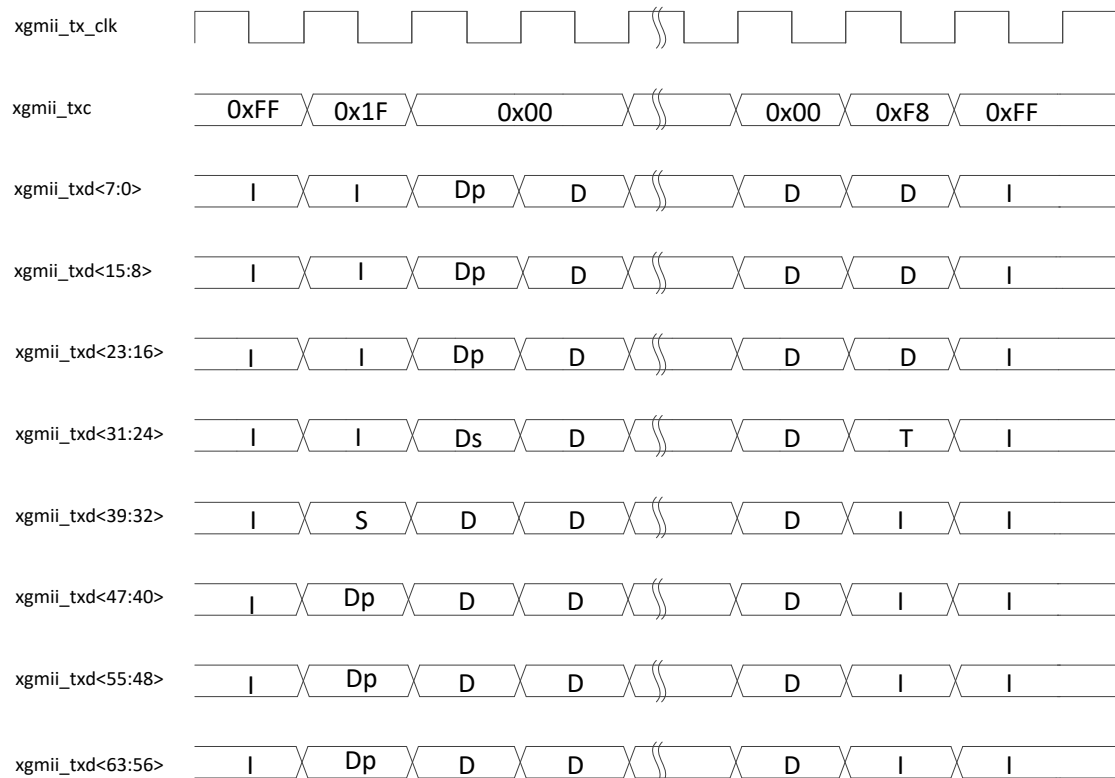 xgmii_tx_clk
xgmii_txc 0xFF 0x1F 0x00 0x00 0xF8 0xFF
xgmii_txd<7:0> I I Dp D D D I
xgmii_txd<15:8> I I Dp D D D I
xgmii_txd<23:16> I I Dp D D D I
xgmii_txd<31:24> I I Ds D D T I
xgmii_txd<39:32> I S D D D I I
xgmii_txd<47:40> I Dp D D D I I
xgmii_txd<55:48> I Dp D D D I I
xgmii_txd<63:56> I Dp D D D I I